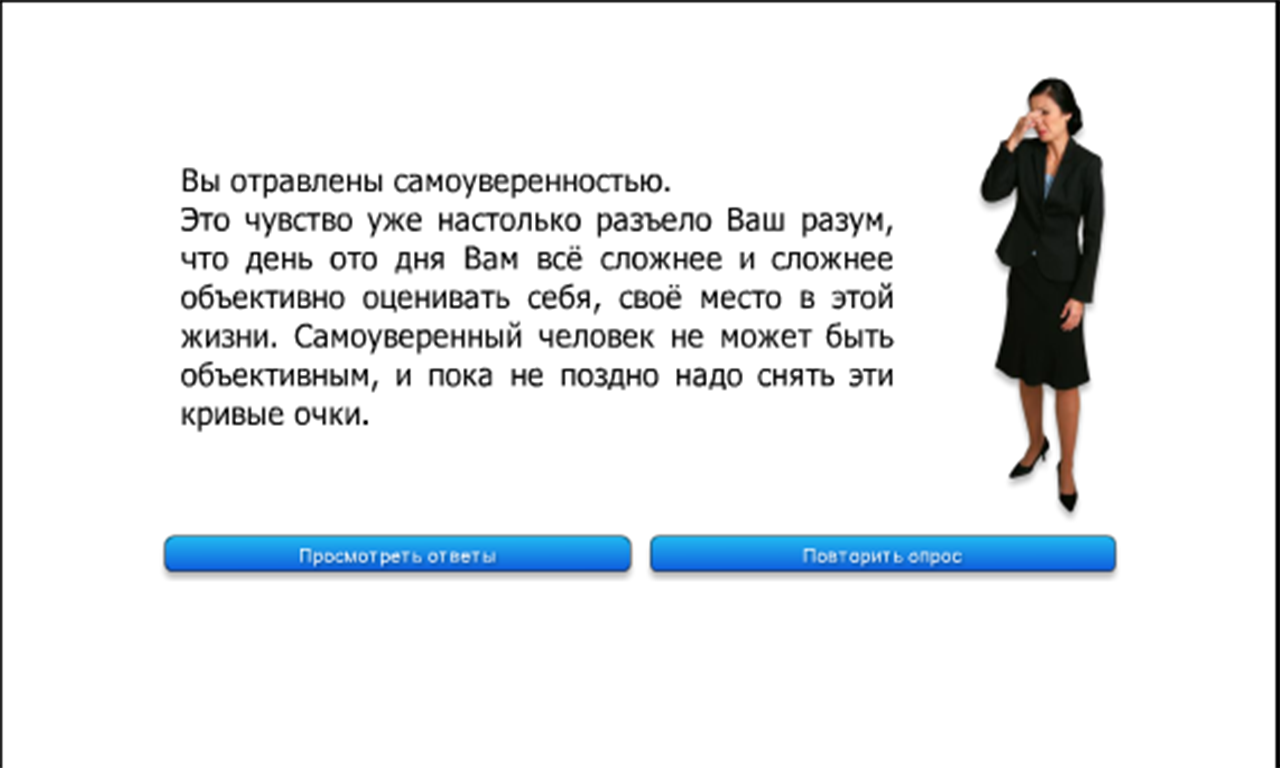 Вы отравлены самоуверенностью.
Это чувство уже настолько разъело Ваш разум,
что день ото дня Вам всё сложнее и сложнее
объективно оценивать себя, своё место в этой
жизни. Самоуверенный человек не может быть
объективным, и пока не поздно надо снять эти
кривые очки.
Просмотреть ответы
Повторить опрос